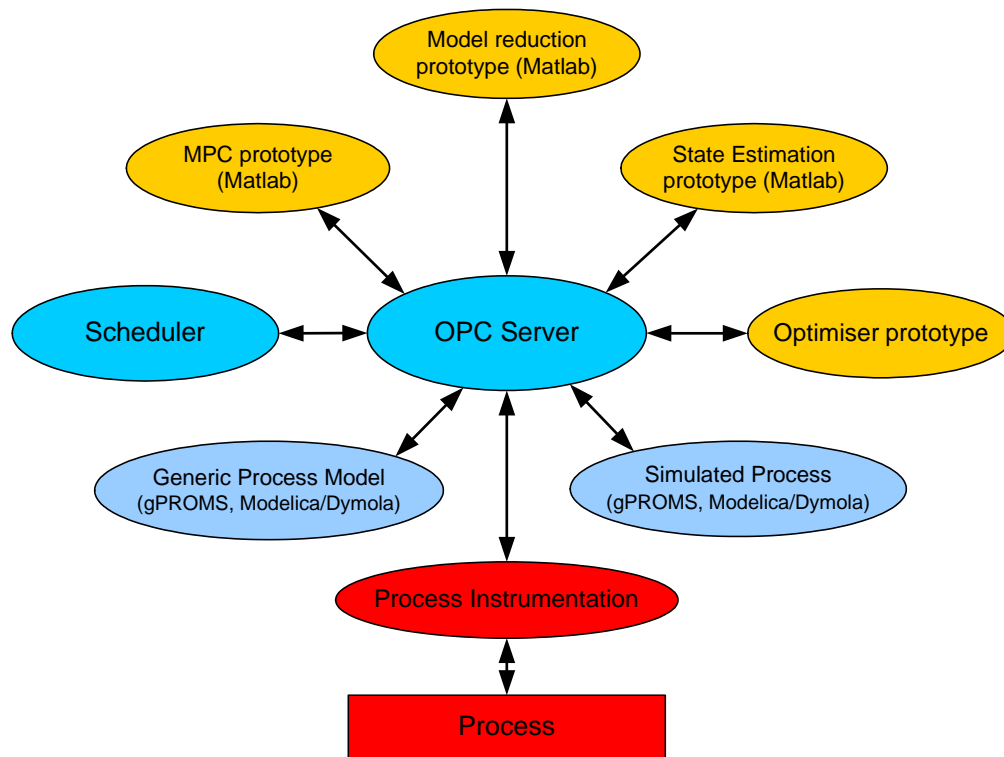 Model reduction
prototype (Matlab)
MPC prototype
(Matlab)
State Estimation
prototype (Matlab)
Scheduler
OPC Server
Optimiser prototype
Generic Process Model
(gPROMS, Modelica/Dymola)
Simulated Process
(gPROMS, Modelica/Dymola)
Process Instrumentation
Process